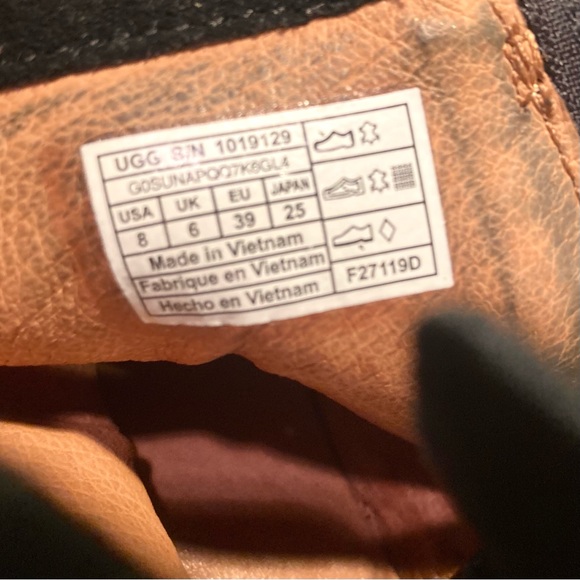 UGG S/N 1019129
G0SUNAPOQ7K8GL4
USA UK EU JAPAN
8 6 39 25
Made in Vietnam
Fabrique en Vietnam
Hecho en Vietnam
F27119D